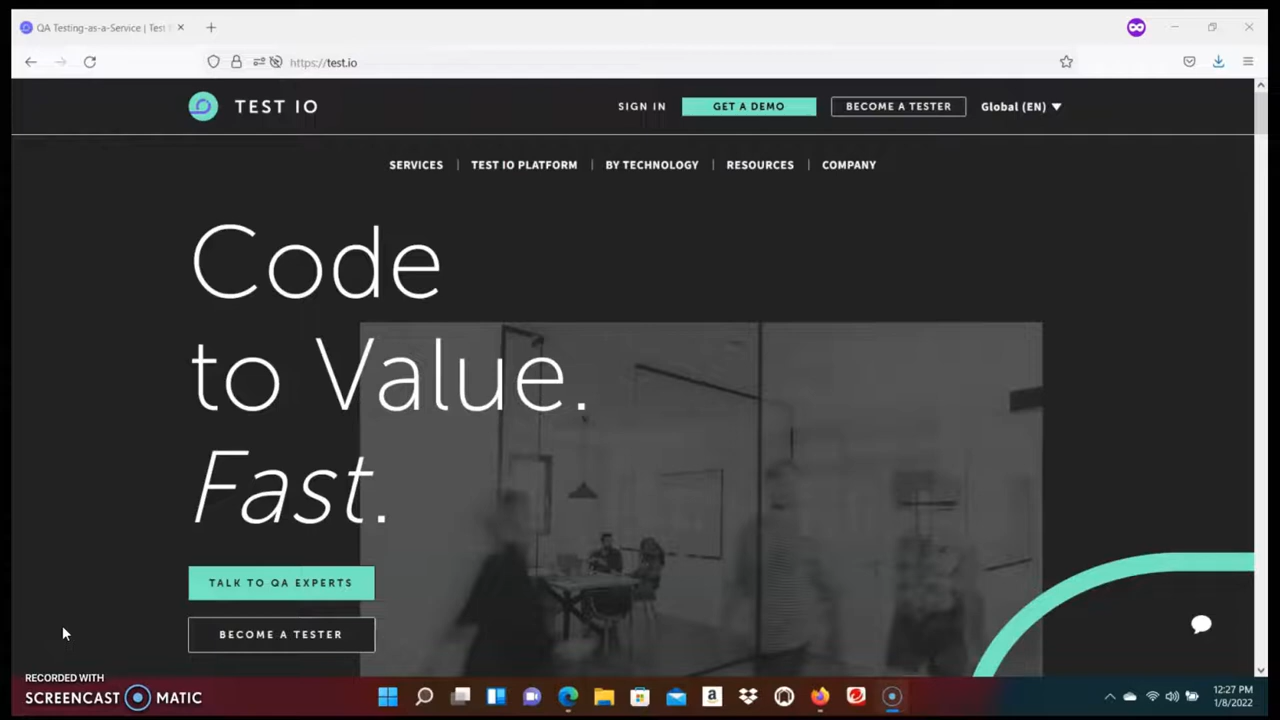 QA Testing-as-a-Service | Test
https://test.io
TEST IO
SIGN IN
GET A DEMO
BECOME A TESTER
Global (EN)
SERVICES | TEST IO PLATFORM | BY TECHNOLOGY | RESOURCES | COMPANY
Code
to Value.
Fast.
TALK TO QA EXPERTS
BECOME A TESTER
RECORDED WITH
SCREENCAST MATIC
12:27 PM
1/8/2022